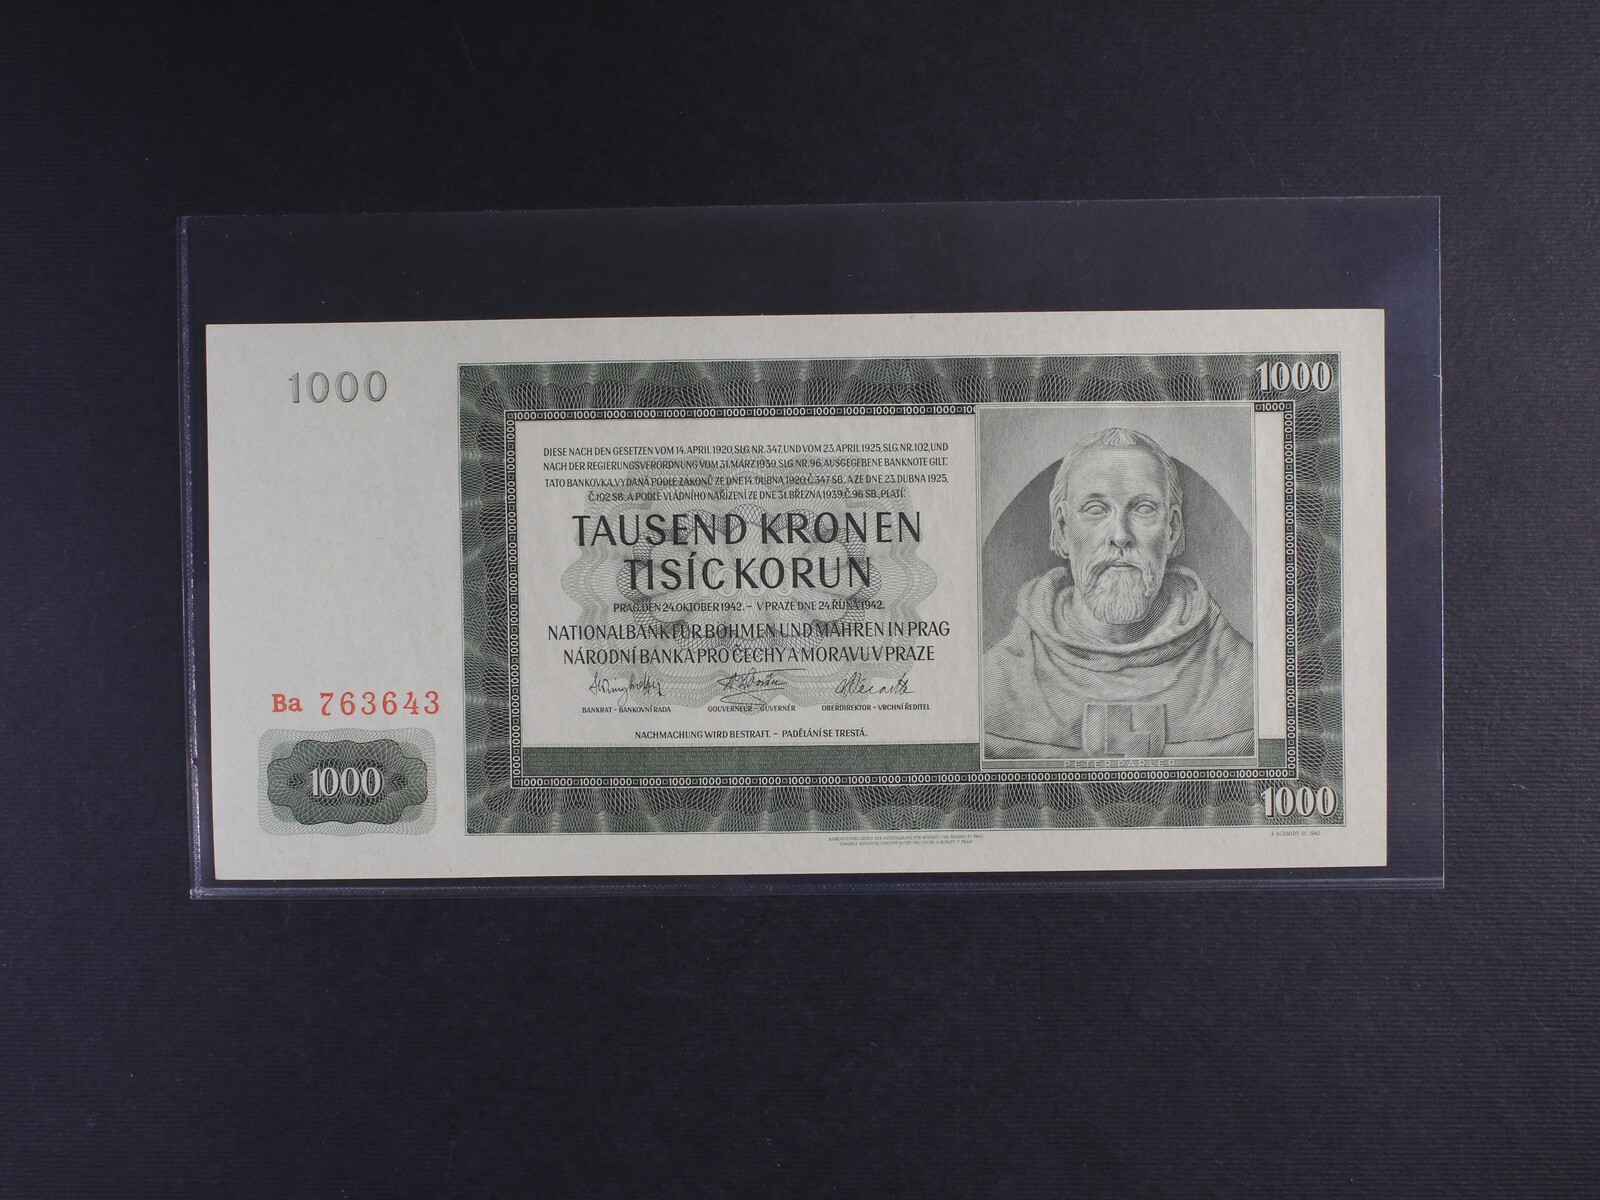 1000
1000
DIESE NACH DEN GESETZEN VOM 14. APRIL 1920, SLG. NR. 347, UND VOM 23. APRIL 1925, SLG. NR. 102, UND
NACH DER REGIERUNGSVERORDNUNG VOM 31. MÄRZ 1939, SLG. NR. 96, AUSGEGEBENE BANKNOTE GILT.
TATO BANKOVKA, VYDANÁ PODLE ZÁKONŮ ZE DNE 14. DUBNA 1920, Č. 347 SB. A ZE DNE 23. DUBNA 1925,
Č. 102 SB. A PODLE VLÁDNÍHO NAŘÍZENÍ ZE DNE 31. BŘEZNA 1939, Č. 96 SB., PLATÍ:
TAUSEND KRONEN
TISÍC KORUN
PRAG, DEN 24. OKTOBER 1942. – V PRAZE DNE 24. ŘÍJNA 1942.
NATIONALBANK FÜR BÖHMEN UND MÄHREN IN PRAG
NÁRODNÍ BANKA PRO ČECHY A MORAVU V PRAZE
BANKRAT – BANKOVNÍ RADA
GOUVERNEUR – GUVERNÉR
OBERDIREKTOR – VRCHNÍ ŘEDITEL
NACHMACHUNG WIRD BESTRAFT. – PADĚLÁNÍ SE TRESTÁ.
Ba 763643
1000
PETER PARLER
1000
J. SCHMIDT SC. 1942.